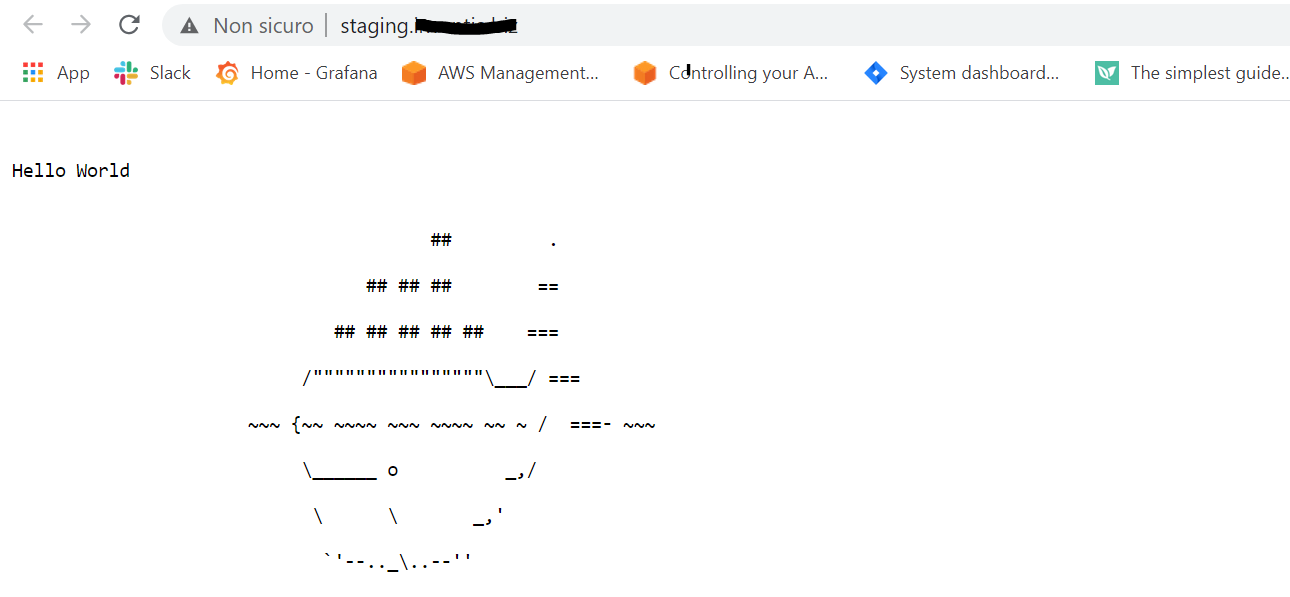 Non sicuro | staging.
App Slack Home - Grafana AWS Management... Controlling your A... System dashboard... The simplest guide..
Hello World
                                       ##         .
                                 ## ## ##        ==
                              ## ## ## ## ##    ===
                           /""""""""""""""""\___/ ===
                      ~~~ {~~ ~~~~ ~~~ ~~~~ ~~ ~ /  ===- ~~~
                           \______ o          _,/
                            \      \       _,'
                             `'--.._\..--''